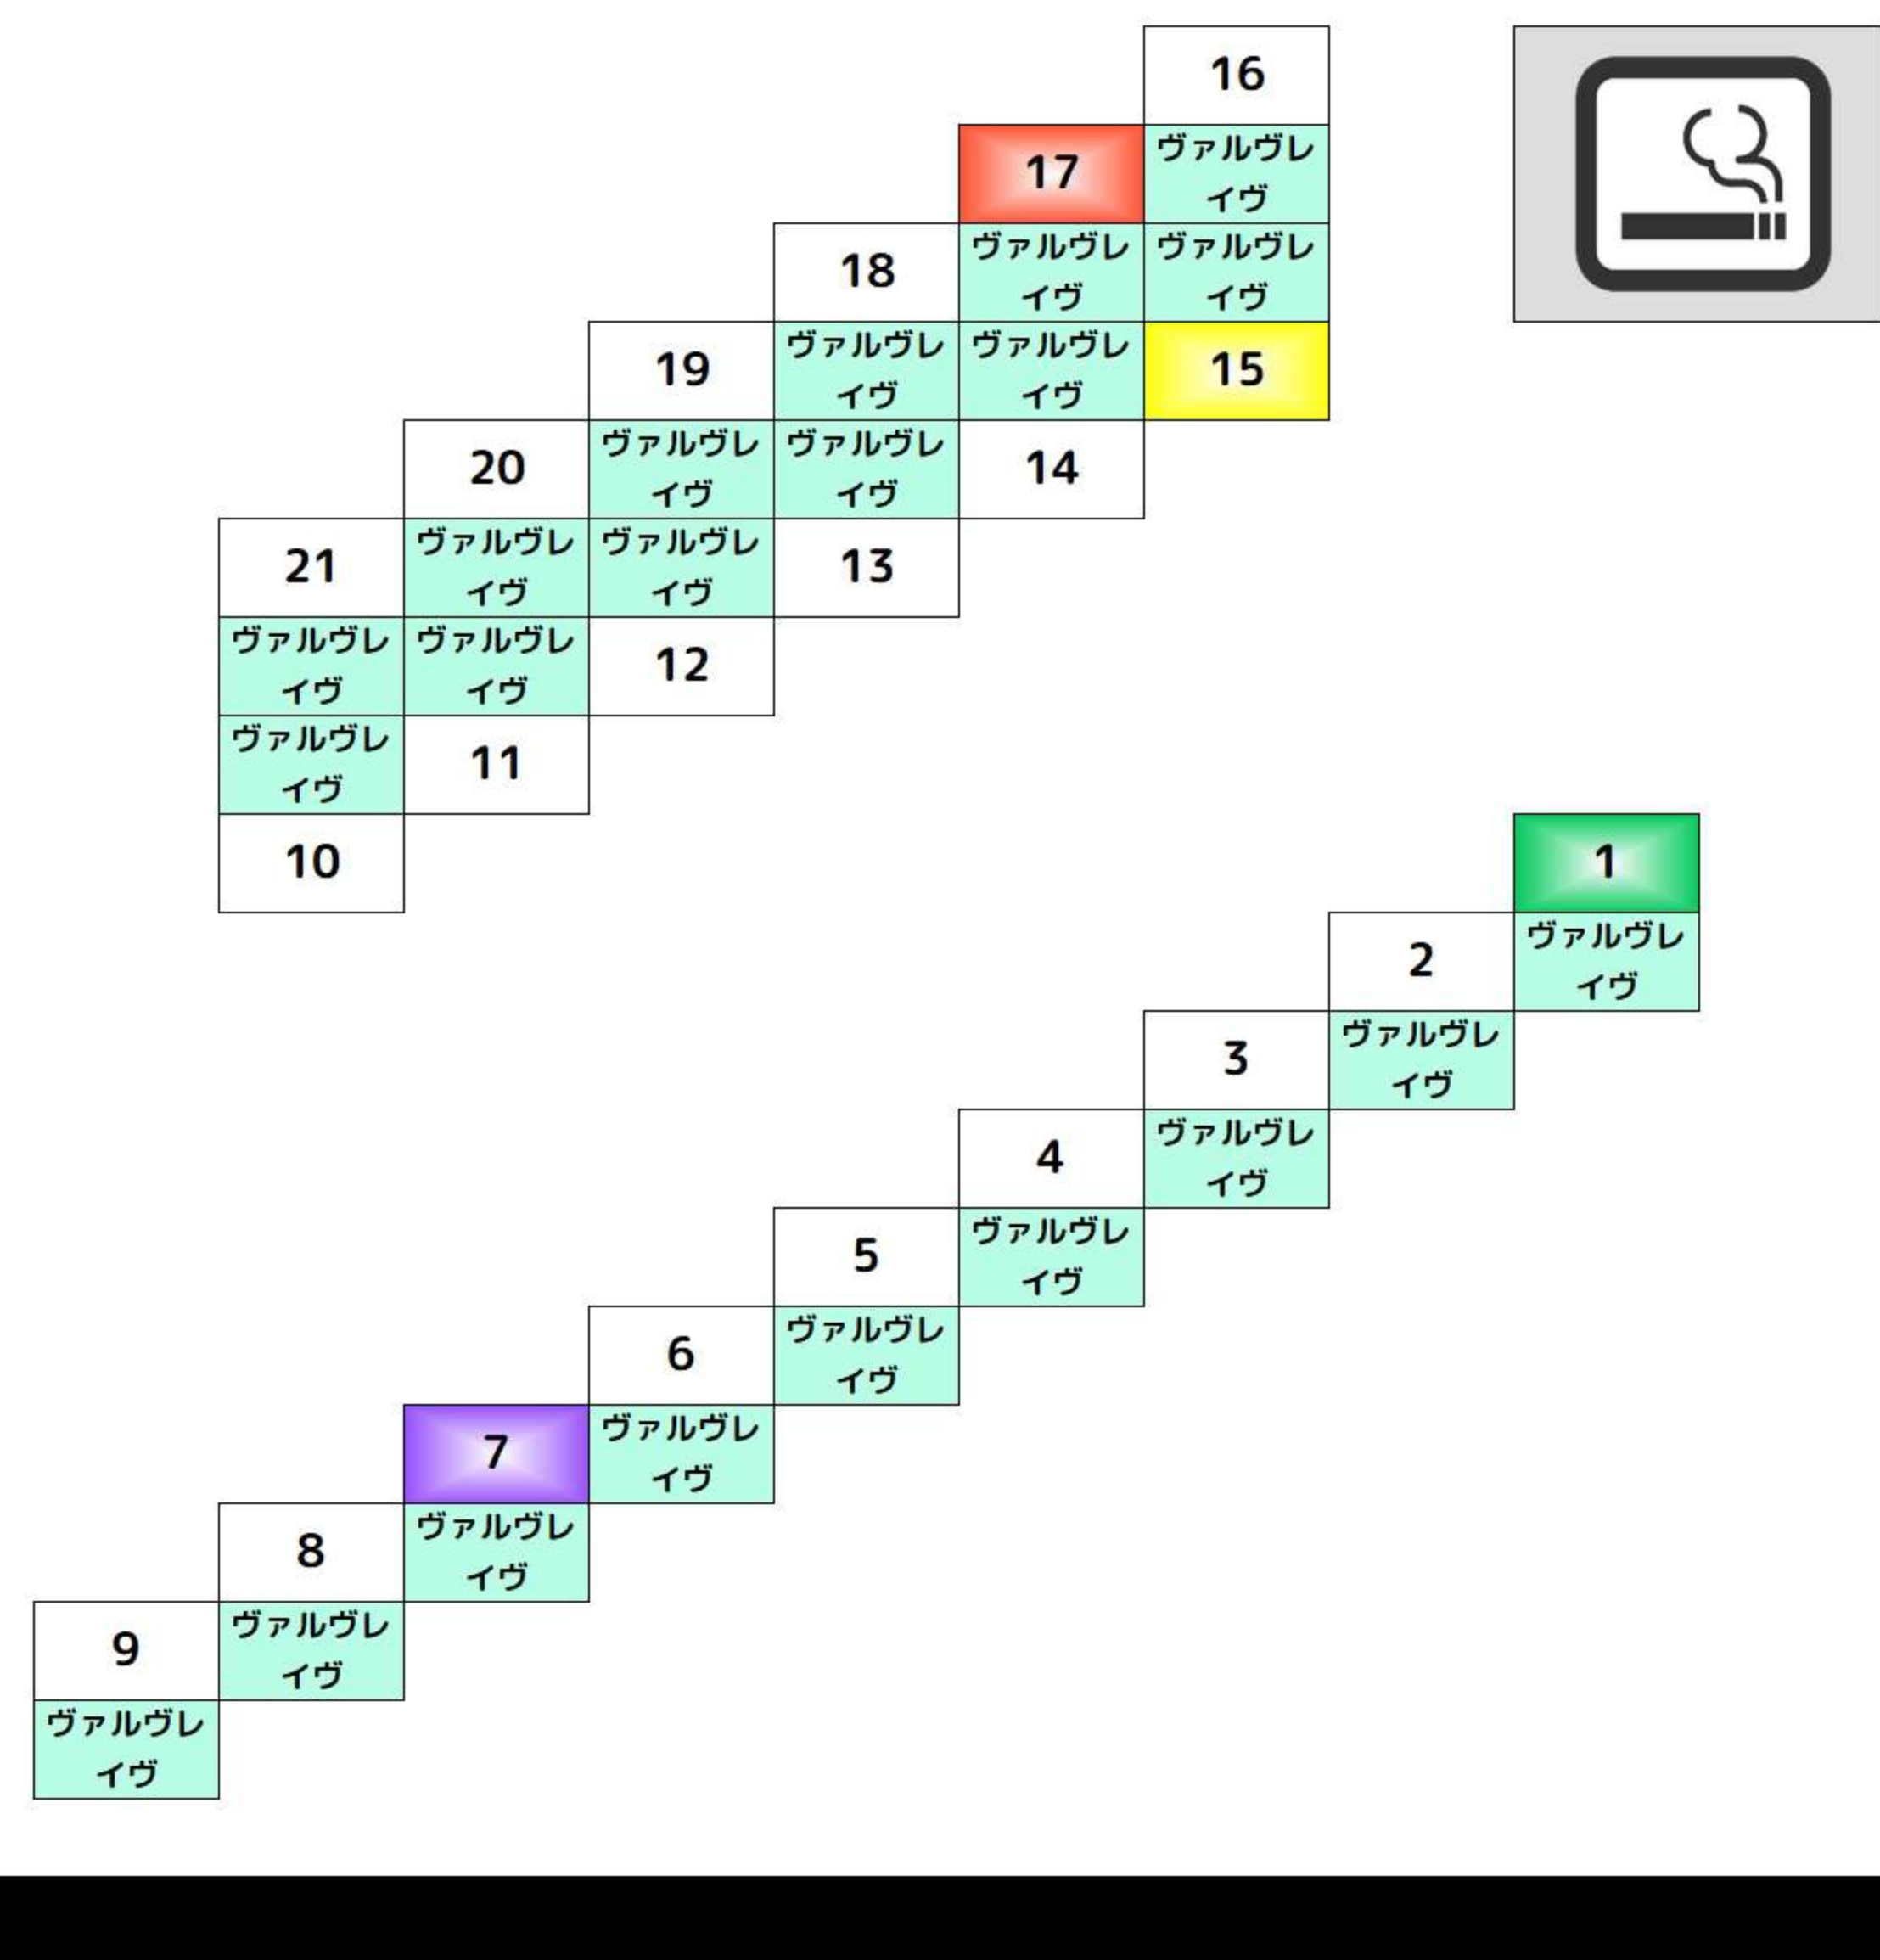 16
17 ヴァルヴレ
イヴ
18 ヴァルヴレ ヴァルヴレ
イヴ イヴ
19 ヴァルヴレ ヴァルヴレ 15
イヴ イヴ
20 ヴァルヴレ ヴァルヴレ 14
イヴ イヴ
21 ヴァルヴレ ヴァルヴレ 13
イヴ イヴ
ヴァルヴレ ヴァルヴレ 12
イヴ イヴ
ヴァルヴレ 11
イヴ
10 1
2 ヴァルヴレ
イヴ
3 ヴァルヴレ
イヴ
4 ヴァルヴレ
イヴ
5 ヴァルヴレ
イヴ
6 ヴァルヴレ
イヴ
7 ヴァルヴレ
イヴ
8 ヴァルヴレ
イヴ
9 ヴァルヴレ
イヴ
ヴァルヴレ
イヴ